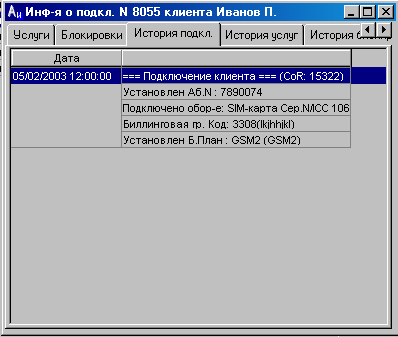 Инф-я о подкл. N 8055 клиента Иванов П.
Услуги Блокировки История подкл. История услуг История
Дата
05/02/2003 12:00:00 === Подключение клиента === (CoR: 15322)
Установлен Аб.N : 7890074
Подключено обор-е: SIM-карта Сер.N/ICC 106
Биллинговая гр. Код: 3308(lkjhhjkl)
Установлен Б.План : GSM2 (GSM2)